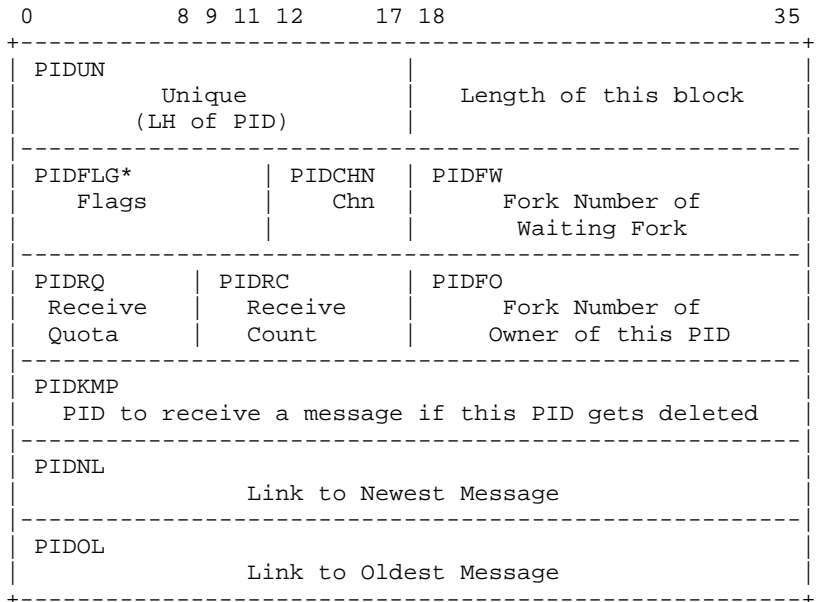 0 8 9 11 12 17 18 35
PIDUN
Unique Length of this block
(LH of PID)
PIDFLG* PIDCHN PIDFW
Flags Chn Fork Number of
Waiting Fork
PIDRQ PIDRC PIDFO
Receive Receive Fork Number of
Quota Count Owner of this PID
PIDKMP
PID to receive a message if this PID gets deleted
PIDNL
Link to Newest Message
PIDOL
Link to Oldest Message